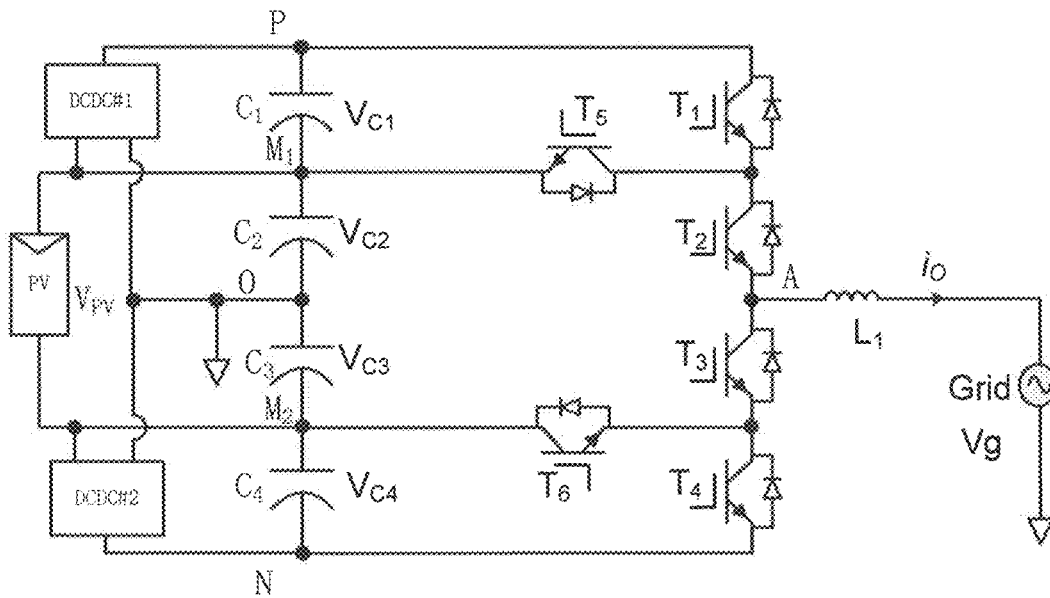 P
DCDC#1
C1
VC1
T5
T1
M1
C2
VC2
T2
PV
VPV
O
A
iO
L1
C3
VC3
T3
Grid
Vg
M2
DCDC#2
C4
VC4
T6
T4
N